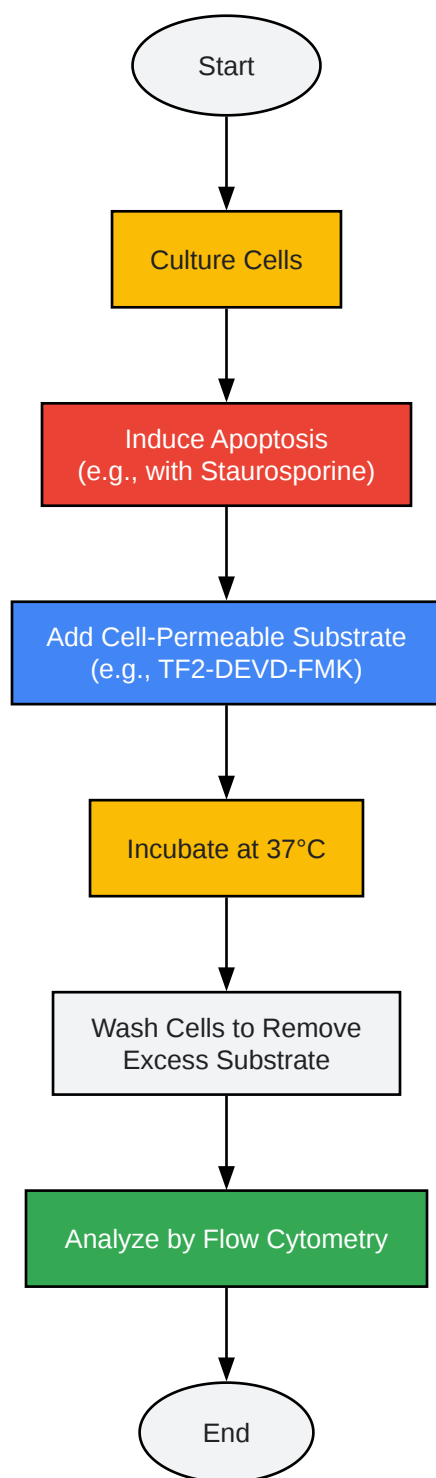 Start
Culture Cells
Induce Apoptosis
(e.g., with Staurosporine)
Add Cell-Permeable Substrate
(e.g., TF2-DEVD-FMK)
Incubate at 37°C
Wash Cells to Remove
Excess Substrate
Analyze by Flow Cytometry
End